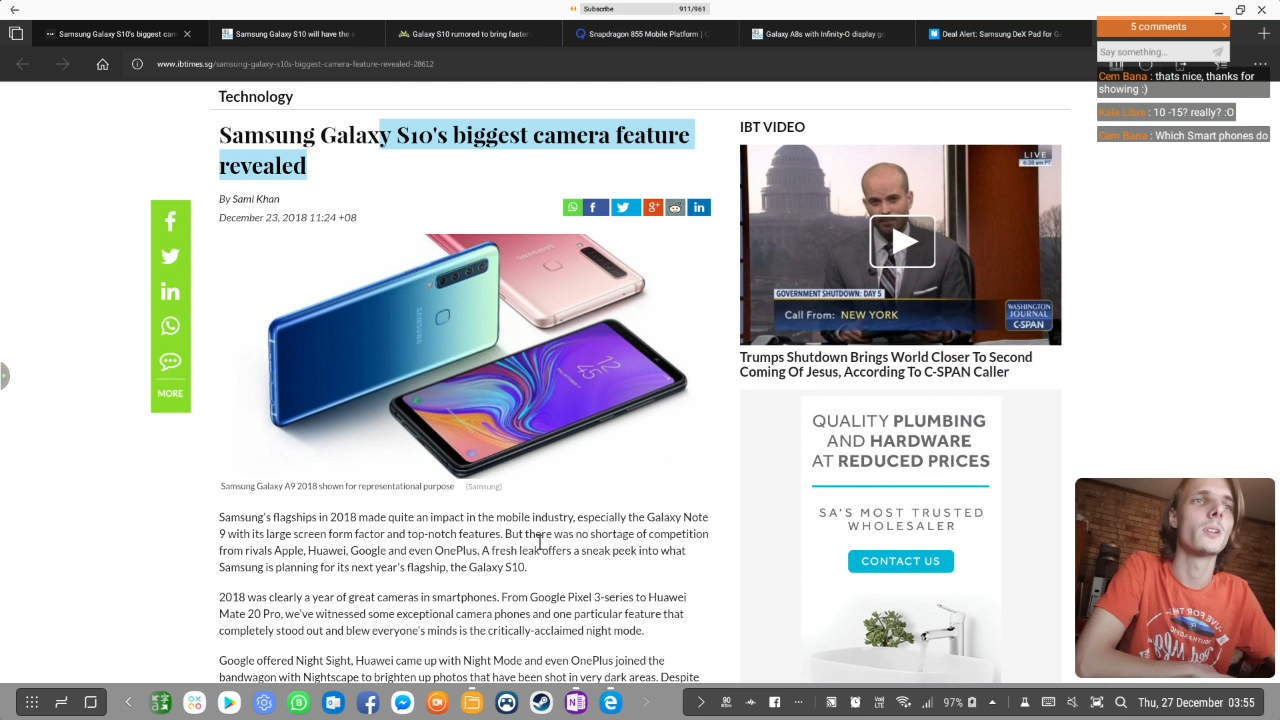 Subscribe 911/961
Samsung Galaxy S10's biggest cam
Samsung Galaxy S10 will have the s
Galaxy S10 rumored to bring faster
Snapdragon 855 Mobile Platform | Q
Galaxy A8s with Infinity-O display go
Deal Alert: Samsung DeX Pad for Ga
www.ibtimes.sg/samsung-galaxy-s10s-biggest-camera-feature-revealed-28612
5 comments
Say something...
Cem Bana : thats nice, thanks for
showing :)
Kale Libre : 10 -15? really? :O
Cem Bana : Which Smart phones do
Technology
Samsung Galaxy S10's biggest camera feature
revealed
By Sami Khan
December 23, 2018 11:24 +08
MORE
Samsung Galaxy A9 2018 shown for representational purpose (Samsung)
Samsung's flagships in 2018 made quite an impact in the mobile industry, especially the Galaxy Note
9 with its large screen form factor and top-notch features. But there was no shortage of competition
from rivals Apple, Huawei, Google and even OnePlus. A fresh leak offers a sneak peek into what
Samsung is planning for its next year's flagship, the Galaxy S10.
2018 was clearly a year of great cameras in smartphones. From Google Pixel 3-series to Huawei
Mate 20 Pro, we've witnessed some exceptional camera phones and one particular feature that
completely stood out and blew everyone's minds is the critically-acclaimed night mode.
Google offered Night Sight, Huawei came up with Night Mode and even OnePlus joined the
bandwagon with Nightscape to brighten up photos that have been shot in very dark areas. Despite
IBT VIDEO
LIVE
6:38 am PT
GOVERNMENT SHUTDOWN: DAY 5
Call From: NEW YORK
WASHINGTON
JOURNAL
C-SPAN
Trumps Shutdown Brings World Closer To Second
Coming Of Jesus, According To C-SPAN Caller
QUALITY PLUMBING
AND HARDWARE
AT REDUCED PRICES
SA'S MOST TRUSTED
WHOLESALER
CONTACT US
97%
Thu, 27 December 03:55